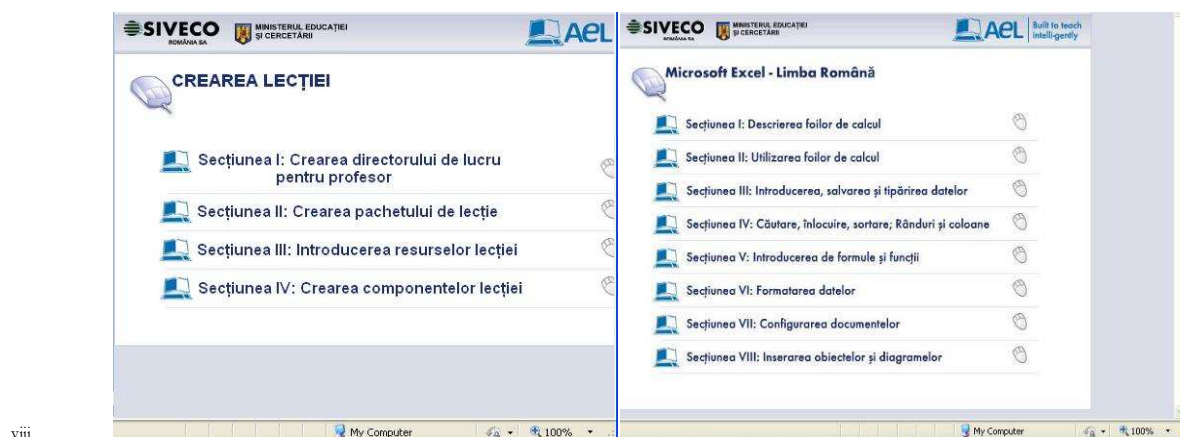 SIVECO
ROMÂNIA SA
MINISTERUL EDUCAȚIEI
ȘI CERCETĂRII
AeL
CREAREA LECȚIEI
Secțiunea I: Crearea directorului de lucru
pentru profesor
Secțiunea II: Crearea pachetului de lecție
Secțiunea III: Introducerea resurselor lecției
Secțiunea IV: Crearea componentelor lecției
My Computer
100%
SIVECO
ROMÂNIA SA
MINISTERUL EDUCAȚIEI
ȘI CERCETĂRII
AeL
Built to teach
intelli-gently
Microsoft Excel - Limba Română
Secțiunea I: Descrierea foilor de calcul
Secțiunea II: Utilizarea foilor de calcul
Secțiunea III: Introducerea, salvarea și tipărirea datelor
Secțiunea IV: Căutare, înlocuire, sortare; Rânduri și coloane
Secțiunea V: Introducerea de formule și funcții
Secțiunea VI: Formatarea datelor
Secțiunea VII: Configurarea documentelor
Secțiunea VIII: Inserarea obiectelor și diagramelor
My Computer
100%
viii